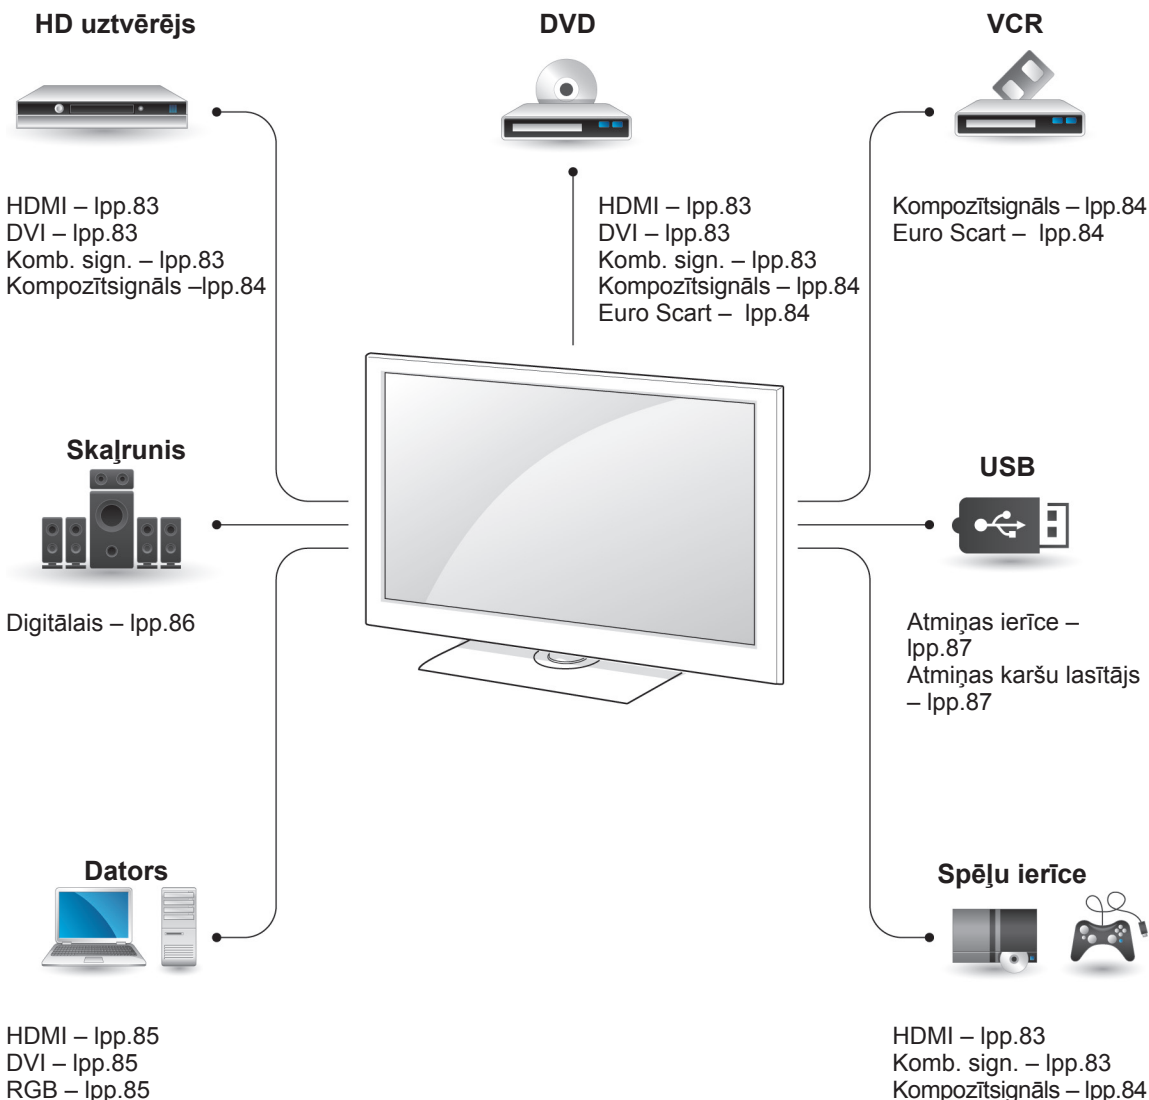 HD uztvērējs
HDMI – lpp.83
DVI – lpp.83
Komb. sign. – lpp.83
Kompozītsignāls –lpp.84
DVD
HDMI – lpp.83
DVI – lpp.83
Komb. sign. – lpp.83
Kompozītsignāls – lpp.84
Euro Scart –  lpp.84
VCR
Kompozītsignāls – lpp.84
Euro Scart –  lpp.84
Skaļrunis
Digitālais – lpp.86
USB
Atmiņas ierīce –
lpp.87
Atmiņas karšu lasītājs
– lpp.87
Dators
HDMI – lpp.85
DVI – lpp.85
RGB – lpp.85
Spēļu ierīce
HDMI – lpp.83
Komb. sign. – lpp.83
Kompozītsignāls – lpp.84